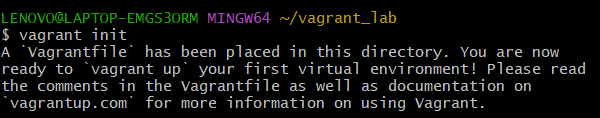 LENOVO@LAPTOP-EMGS3ORM MINGW64 ~/vagrant_lab
$ vagrant init
A `Vagrantfile` has been placed in this directory. You are now
ready to `vagrant up` your first virtual environment! Please read
the comments in the Vagrantfile as well as documentation on
`vagrantup.com` for more information on using Vagrant.